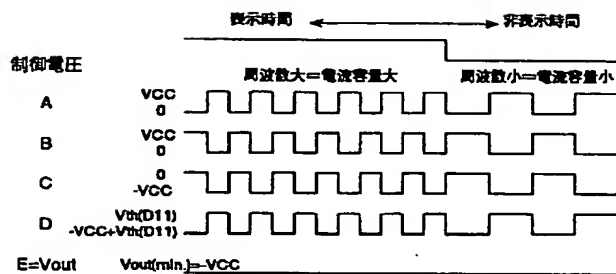 表示時間 非表示時間
制御電圧
周波数大=電流容量大 周波数小=電流容量小
A VCC
0
B VCC
0
C 0
-VCC
D Vth(D11)
-VCC+Vth(D11)
E=Vout Vout(min.)=-VCC